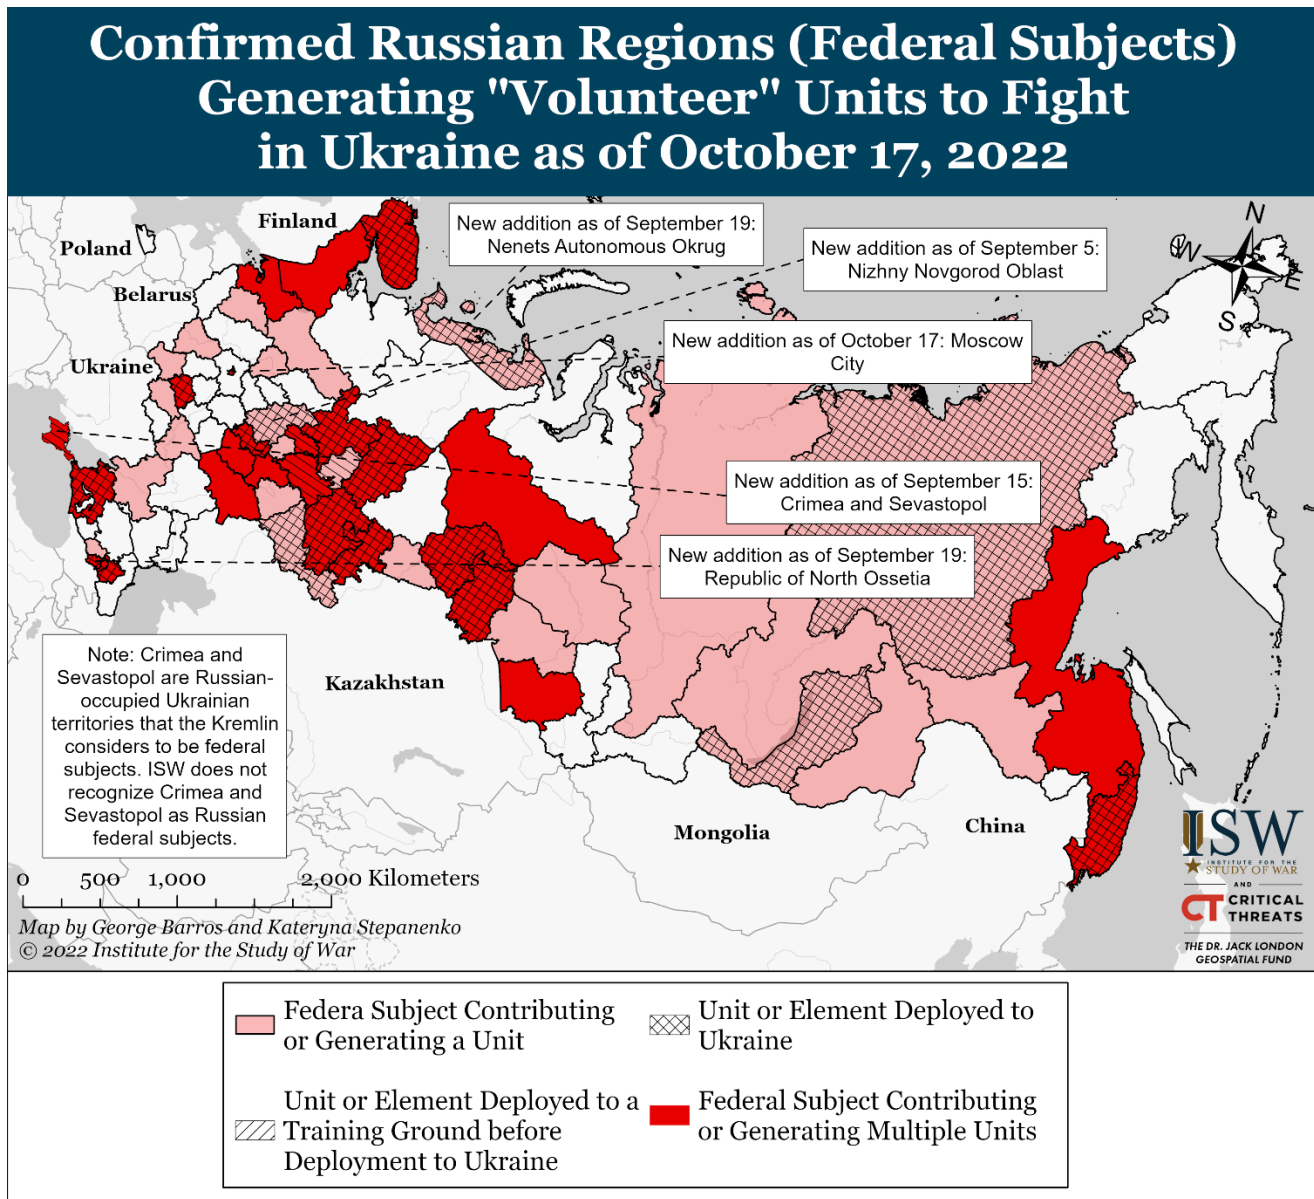 Confirmed Russian Regions (Federal Subjects)
Generating "Volunteer" Units to Fight
in Ukraine as of October 17, 2022
Finland
Poland
Belarus
Ukraine
New addition as of September 19:
Nenets Autonomous Okrug
New addition as of September 5:
Nizhny Novgorod Oblast
N
W
E
S
New addition as of October 17: Moscow
City
New addition as of September 15:
Crimea and Sevastopol
New addition as of September 19:
Republic of North Ossetia
Note: Crimea and
Sevastopol are Russian-
occupied Ukrainian
territories that the Kremlin
considers to be federal
subjects. ISW does not
recognize Crimea and
Sevastopol as Russian
federal subjects.
Kazakhstan
Mongolia
China
0 500 1,000 2,000 Kilometers
Map by George Barros and Kateryna Stepanenko
© 2022 Institute for the Study of War
ISW
INSTITUTE FOR THE
STUDY OF WAR
AND
CT CRITICAL
THREATS
THE DR. JACK LONDON
GEOSPATIAL FUND
Federa Subject Contributing
or Generating a Unit
Unit or Element Deployed to
Ukraine
Unit or Element Deployed to a
Training Ground before
Deployment to Ukraine
Federal Subject Contributing
or Generating Multiple Units